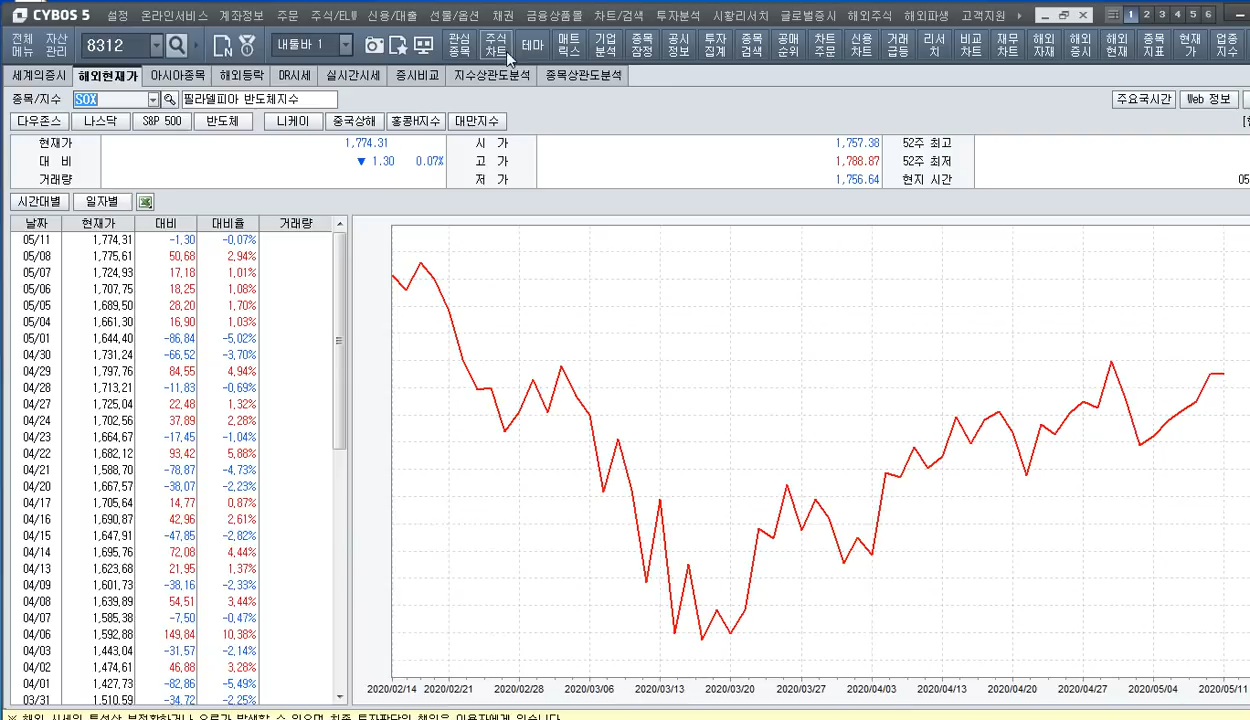 CYBOS 5 설정 온라인서비스 계좌정보 주문 주식/ELW 신용/대출 선물/옵션 채권 금융상품몰 차트/검색 투자분석 시황리서치 글로벌증시 해외주식 해외파생 고객지원 1 2 3 4 5 6
전체메뉴 자산관리 8312 내툴바 1 관심종목 주식차트 테마 매트릭스 기업분석 종목잠정 공시정보 투자집계 종목검색 공매순위 차트주문 신용차트 거래급등 리서치 비교차트 재무차트 해외자재 해외증시 해외현재 종목지표 현재가 업종지수
세계의증시 해외현재가 아시아종목 해외등락 DR시세 실시간시세 증시비교 지수상관도분석 종목상관도분석
종목/지수 SOX 필라델피아 반도체지수 주요국시간 Web 정보
다우존스 나스닥 S&P 500 반도체 니케이 중국상해 홍콩H지수 대만지수
현재가 1,774.31 시 가 1,757.38 52주 최고
대 비 ▼ 1.30 0.07% 고 가 1,788.87 52주 최저
거래량 저 가 1,756.64 현지 시간 05
시간대별 일자별
날짜 현재가 대비 대비율 거래량
05/11 1,774.31 -1.30 -0.07%
05/08 1,775.61 50.68 2.94%
05/07 1,724.93 17.18 1.01%
05/06 1,707.75 18.25 1.08%
05/05 1,689.50 28.20 1.70%
05/04 1,661.30 16.90 1.03%
05/01 1,644.40 -86.84 -5.02%
04/30 1,731.24 -66.52 -3.70%
04/29 1,797.76 84.55 4.94%
04/28 1,713.21 -11.83 -0.69%
04/27 1,725.04 22.48 1.32%
04/24 1,702.56 37.89 2.28%
04/23 1,664.67 -17.45 -1.04%
04/22 1,682.12 93.42 5.88%
04/21 1,588.70 -78.87 -4.73%
04/20 1,667.57 -38.07 -2.23%
04/17 1,705.64 14.77 0.87%
04/16 1,690.87 42.96 2.61%
04/15 1,647.91 -47.85 -2.82%
04/14 1,695.76 72.08 4.44%
04/13 1,623.68 21.95 1.37%
04/09 1,601.73 -38.16 -2.33%
04/08 1,639.89 54.51 3.44%
04/07 1,585.38 -7.50 -0.47%
04/06 1,592.88 149.84 10.38%
04/03 1,443.04 -31.57 -2.14%
04/02 1,474.61 46.88 3.28%
04/01 1,427.73 -82.86 -5.49%
03/31 1,510.59 -34.72 -2.25%
2020/02/14 2020/02/21 2020/02/28 2020/03/06 2020/03/13 2020/03/20 2020/03/27 2020/04/03 2020/04/13 2020/04/20 2020/04/27 2020/05/04 2020/05/11